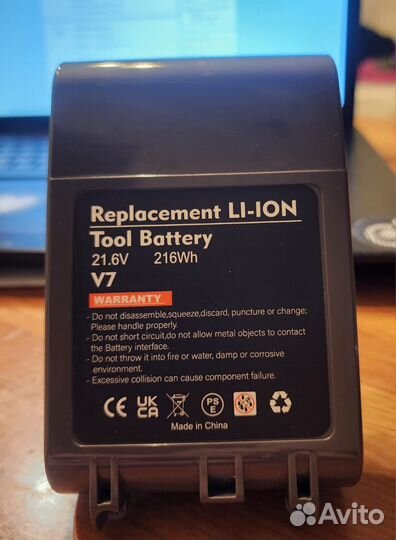 Replacement LI-ION
Tool Battery
21.6V 216Wh
V7
WARRANTY
- Do not disassemble,squeeze,discard, puncture or change;
Please handle properly.
- Do not short circuit,do not allow metal objects to contact
the Battery interface.
- Do not throw it into fire or water, damp or corrosive
environment.
- Excessive collision can cause component failure.
CE UK CA PS E
Made in China
Avito